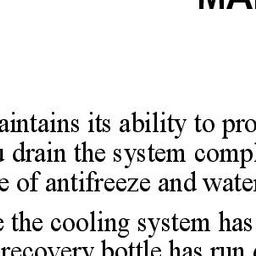 MA
aintains its ability to pro
u drain the system compl
e of antifreeze and wate
e the cooling system has
recovery bottle has run